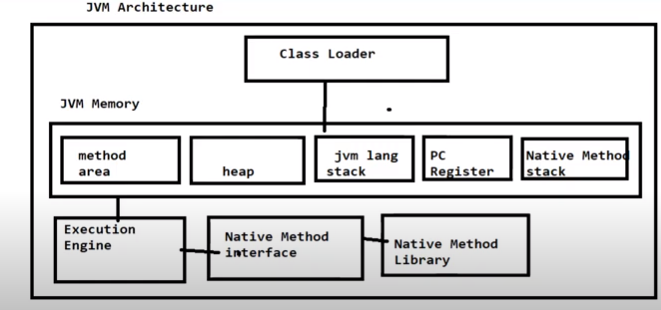 JVM Architecture
Class Loader
JVM Memory
method
area
heap
jvm lang
stack
PC
Register
Native Method
stack
Execution
Engine
Native Method
interface
Native Method
Library